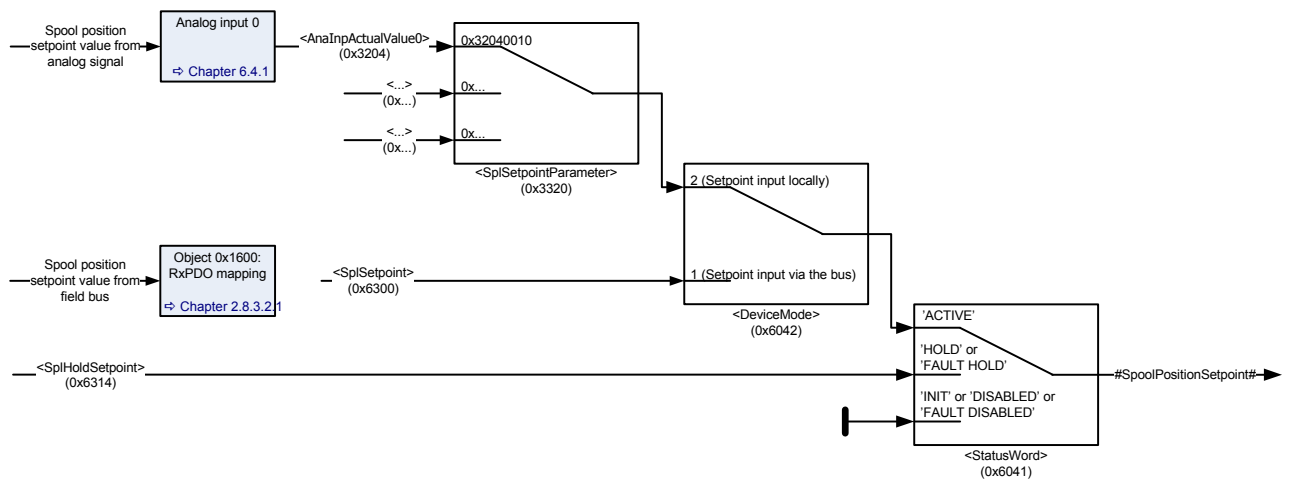 Spool position
setpoint value from
analog signal
Analog input 0
⇨ Chapter 6.4.1
<AnaInpActualValue0>
(0x3204)
0x32040010
<...>
(0x...)
0x...
<...>
(0x...)
0x...
<SplSetpointParameter>
(0x3320)
2 (Setpoint input locally)
Spool position
setpoint value from
field bus
Object 0x1600:
RxPDO mapping
⇨ Chapter 2.8.3.2.1
<SplSetpoint>
(0x6300)
1 (Setpoint input via the bus)
<DeviceMode>
(0x6042)
'ACTIVE'
<SplHoldSetpoint>
(0x6314)
'HOLD' or
'FAULT HOLD'
#SpoolPositionSetpoint#
'INIT' or 'DISABLED' or
'FAULT DISABLED'
<StatusWord>
(0x6041)